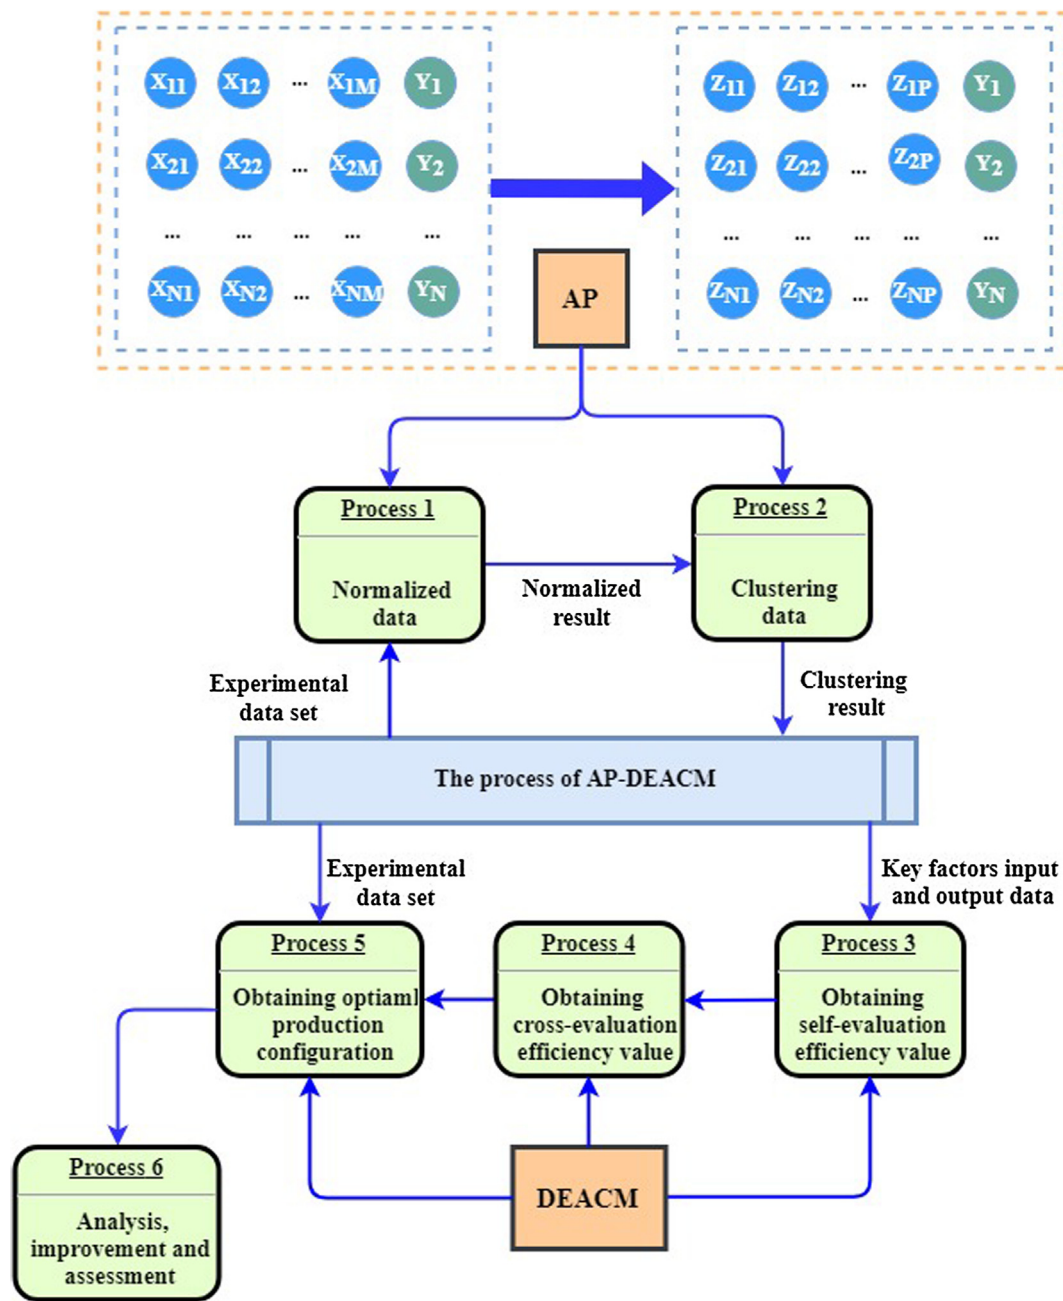 X11 X12 ... X1M Y1
X21 X22 ... X2M Y2
... ... ... ... ...
XN1 XN2 ... XNM YN
Z11 Z12 ... Z1P Y1
Z21 Z22 ... Z2P Y2
... ... ... ... ...
ZN1 ZN2 ... ZNP YN
AP
Process 1
Normalized
data
Normalized
result
Process 2
Clustering
data
Experimental
data set
Clustering
result
The process of AP-DEACM
Experimental
data set
Key factors input
and output data
Process 5
Obtaining optiaml
production
configuration
Process 4
Obtaining
cross-evaluation
efficiency value
Process 3
Obtaining
self-evaluation
efficiency value
Process 6
Analysis,
improvement and
assessment
DEACM